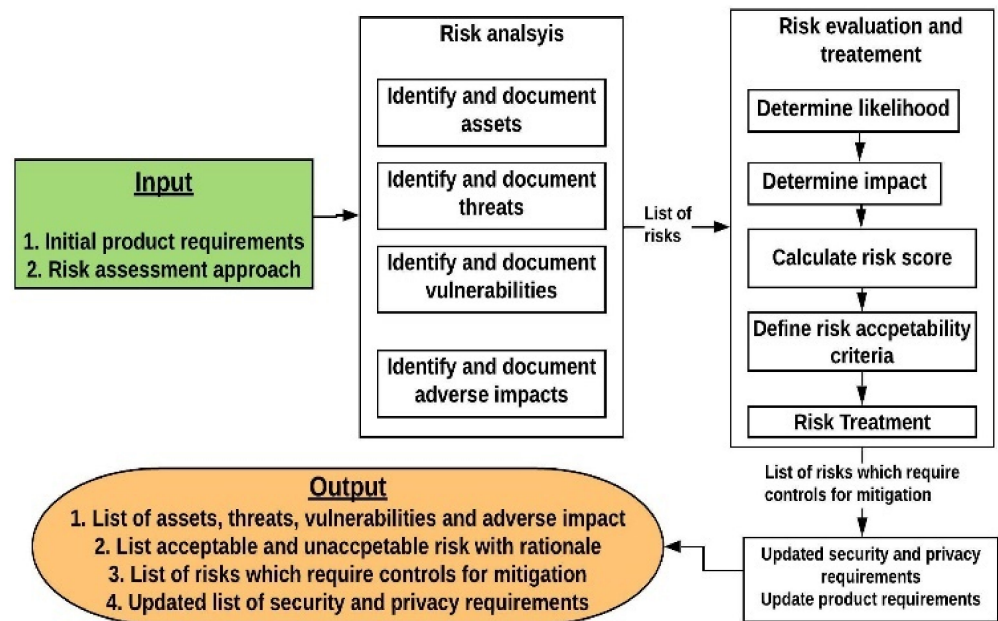 Input
1. Initial product requirements
2. Risk assessment approach
Risk analsyis
Identify and document
assets
Identify and document
threats
Identify and document
vulnerabilities
Identify and document
adverse impacts
List of
risks
Risk evaluation and
treatement
Determine likelihood
Determine impact
Calculate risk score
Define risk accpetability
criteria
Risk Treatment
List of risks which require
controls for mitigation
Updated security and privacy
requirements
Update product requirements
Output
1. List of assets, threats, vulnerabilities and adverse impact
2. List acceptable and unaccpetable risk with rationale
3. List of risks which require controls for mitigation
4. Updated list of security and privacy requirements